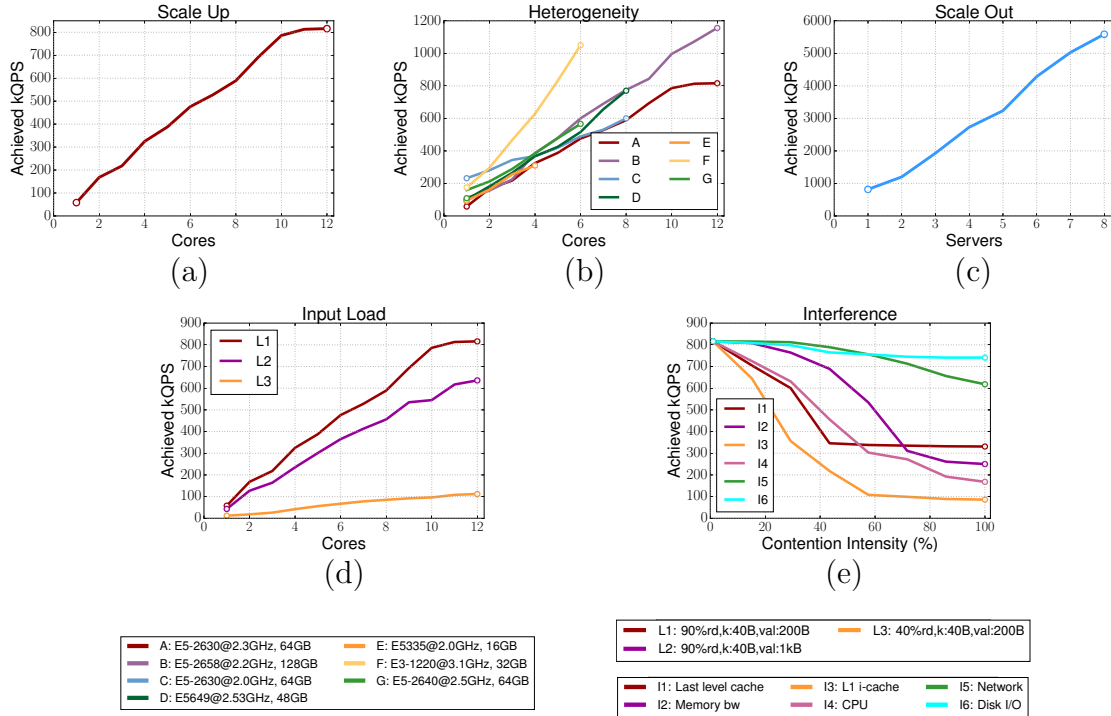 Scale Up
Achieved kQPS
800
700
600
500
400
300
200
100
0
0 2 4 6 8 10 12
Cores
(a)
Heterogeneity
Achieved kQPS
1200
1000
800
600
400
200
0
0 2 4 6 8 10 12
Cores
A E
B F
C G
D
(b)
Scale Out
Achieved kQPS
6000
5000
4000
3000
2000
1000
0
0 1 2 3 4 5 6 7 8
Servers
(c)
Input Load
Achieved kQPS
900
800
700
600
500
400
300
200
100
0
0 2 4 6 8 10 12
Cores
L1
L2
L3
(d)
Interference
Achieved kQPS
900
800
700
600
500
400
300
200
100
0
0 20 40 60 80 100
Contention Intensity (%)
I1
I2
I3
I4
I5
I6
(e)
A: E5-2630@2.3GHz, 64GB E: E5335@2.0GHz, 16GB
B: E5-2658@2.2GHz, 128GB F: E3-1220@3.1GHz, 32GB
C: E5-2630@2.0GHz, 64GB G: E5-2640@2.5GHz, 64GB
D: E5649@2.53GHz, 48GB
L1: 90%rd,k:40B,val:200B L3: 40%rd,k:40B,val:200B
L2: 90%rd,k:40B,val:1kB
I1: Last level cache I3: L1 i-cache I5: Network
I2: Memory bw I4: CPU I6: Disk I/O